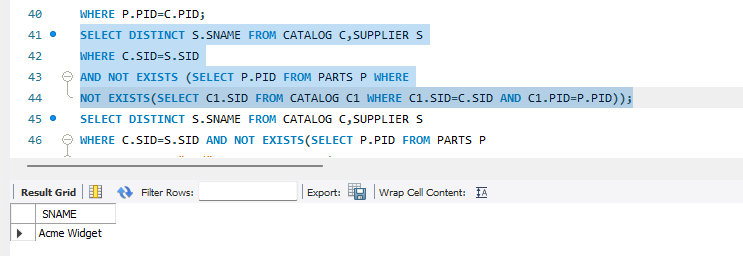 40 WHERE P.PID=C.PID;
41 SELECT DISTINCT S.SNAME FROM CATALOG C,SUPPLIER S
42 WHERE C.SID=S.SID
43 AND NOT EXISTS (SELECT P.PID FROM PARTS P WHERE
44 NOT EXISTS(SELECT C1.SID FROM CATALOG C1 WHERE C1.SID=C.SID AND C1.PID=P.PID));
45 SELECT DISTINCT S.SNAME FROM CATALOG C,SUPPLIER S
46 WHERE C.SID=S.SID AND NOT EXISTS(SELECT P.PID FROM PARTS P
Result Grid Filter Rows: Export: Wrap Cell Content:
SNAME
Acme Widget